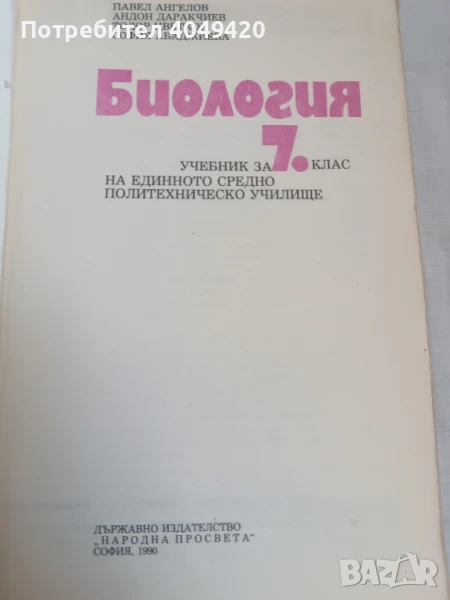 Потребител 4049420
ПАВЕЛ АНГЕЛОВ
АНДОН ДАРАКЧИЕВ
Биология
УЧЕБНИК ЗА 7. КЛАС
НА ЕДИННОТО СРЕДНО
ПОЛИТЕХНИЧЕСКО УЧИЛИЩЕ
ДЪРЖАВНО ИЗДАТЕЛСТВО
„НАРОДНА ПРОСВЕТА"
СОФИЯ, 1990
BAZAR